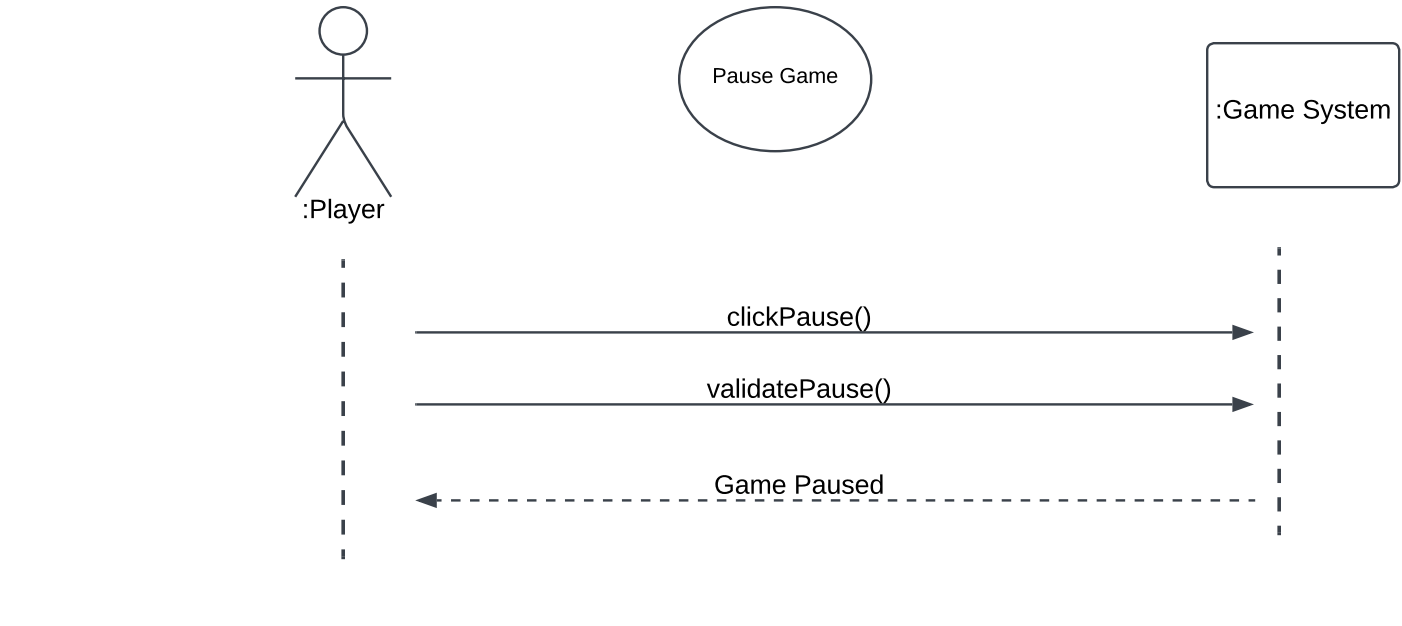 Pause Game
:Game System
:Player
clickPause()
validatePause()
Game Paused